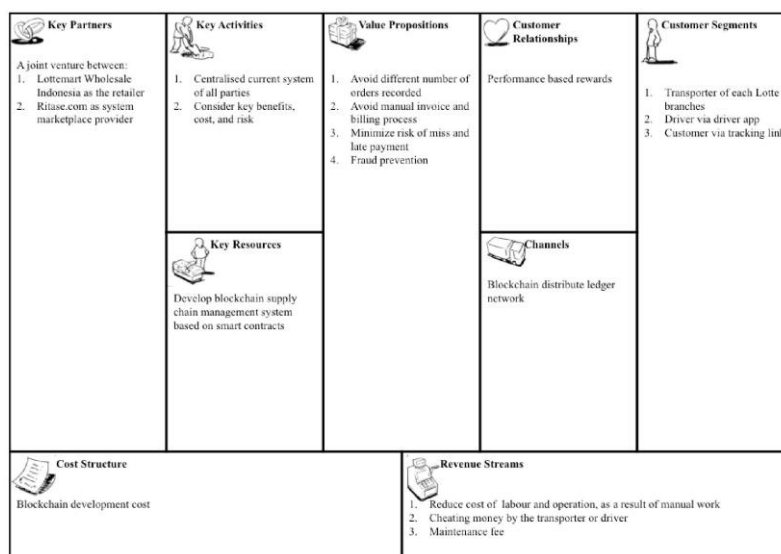 Key Partners
A joint venture between:
1. Lottemart Wholesale
Indonesia as the retailer
2. Ritase.com as system
marketplace provider
Key Activities
1. Centralised current system
of all parties
2. Consider key benefits,
cost, and risk
Key Resources
Develop blockchain supply
chain management system
based on smart contracts
Value Propositions
1. Avoid different number of
orders recorded
2. Avoid manual invoice and
billing process
3. Minimize risk of miss and
late payment
4. Fraud prevention
Customer
Relationships
Performance based rewards
Channels
Blockchain distribute ledger
network
Customer Segments
1. Transporter of each Lotte
branches
2. Driver via driver app
3. Customer via tracking link
Cost Structure
Blockchain development cost
Revenue Streams
1. Reduce cost of labour and operation, as a result of manual work
2. Cheating money by the transporter or driver
3. Maintenance fee